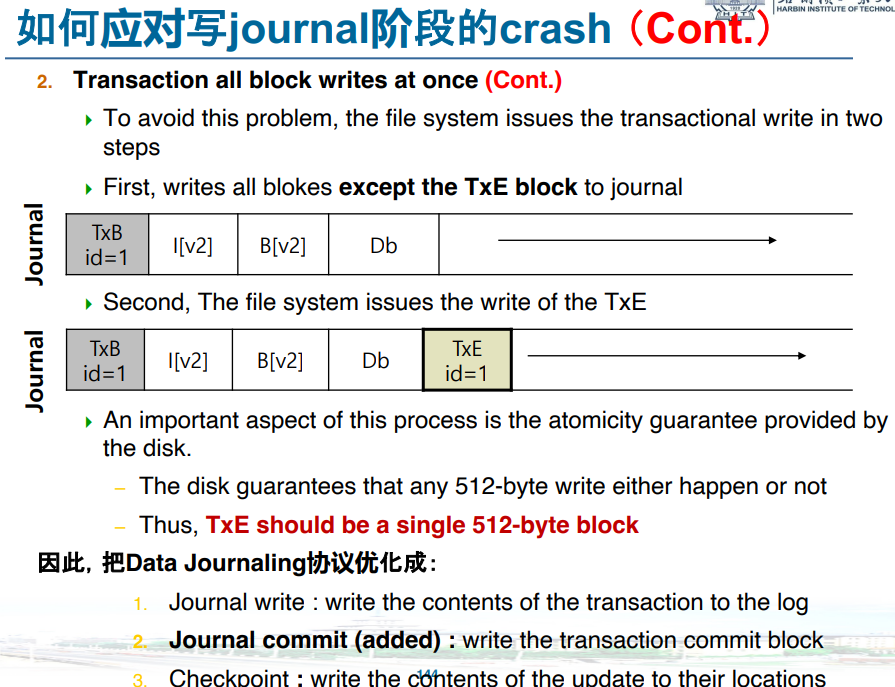 如何应对写journal阶段的crash（Cont.）
HARBIN INSTITUTE OF TECHNOL
2. Transaction all block writes at once (Cont.)
To avoid this problem, the file system issues the transactional write in two
steps
First, writes all blokes except the TxB block to journal
Journal
TxB
id=1
I[v2]
B[v2]
Db
Second, The file system issues the write of the TxE
Journal
TxB
id=1
I[v2]
B[v2]
Db
TxE
id=1
An important aspect of this process is the atomicity guarantee provided by
the disk.
– The disk guarantees that any 512-byte write either happen or not
– Thus, TxE should be a single 512-byte block
因此，把Data Journaling协议优化成：
1. Journal write : write the contents of the transaction to the log
2. Journal commit (added) : write the transaction commit block
144
3. Checkpoint : write the contents of the update to their locations